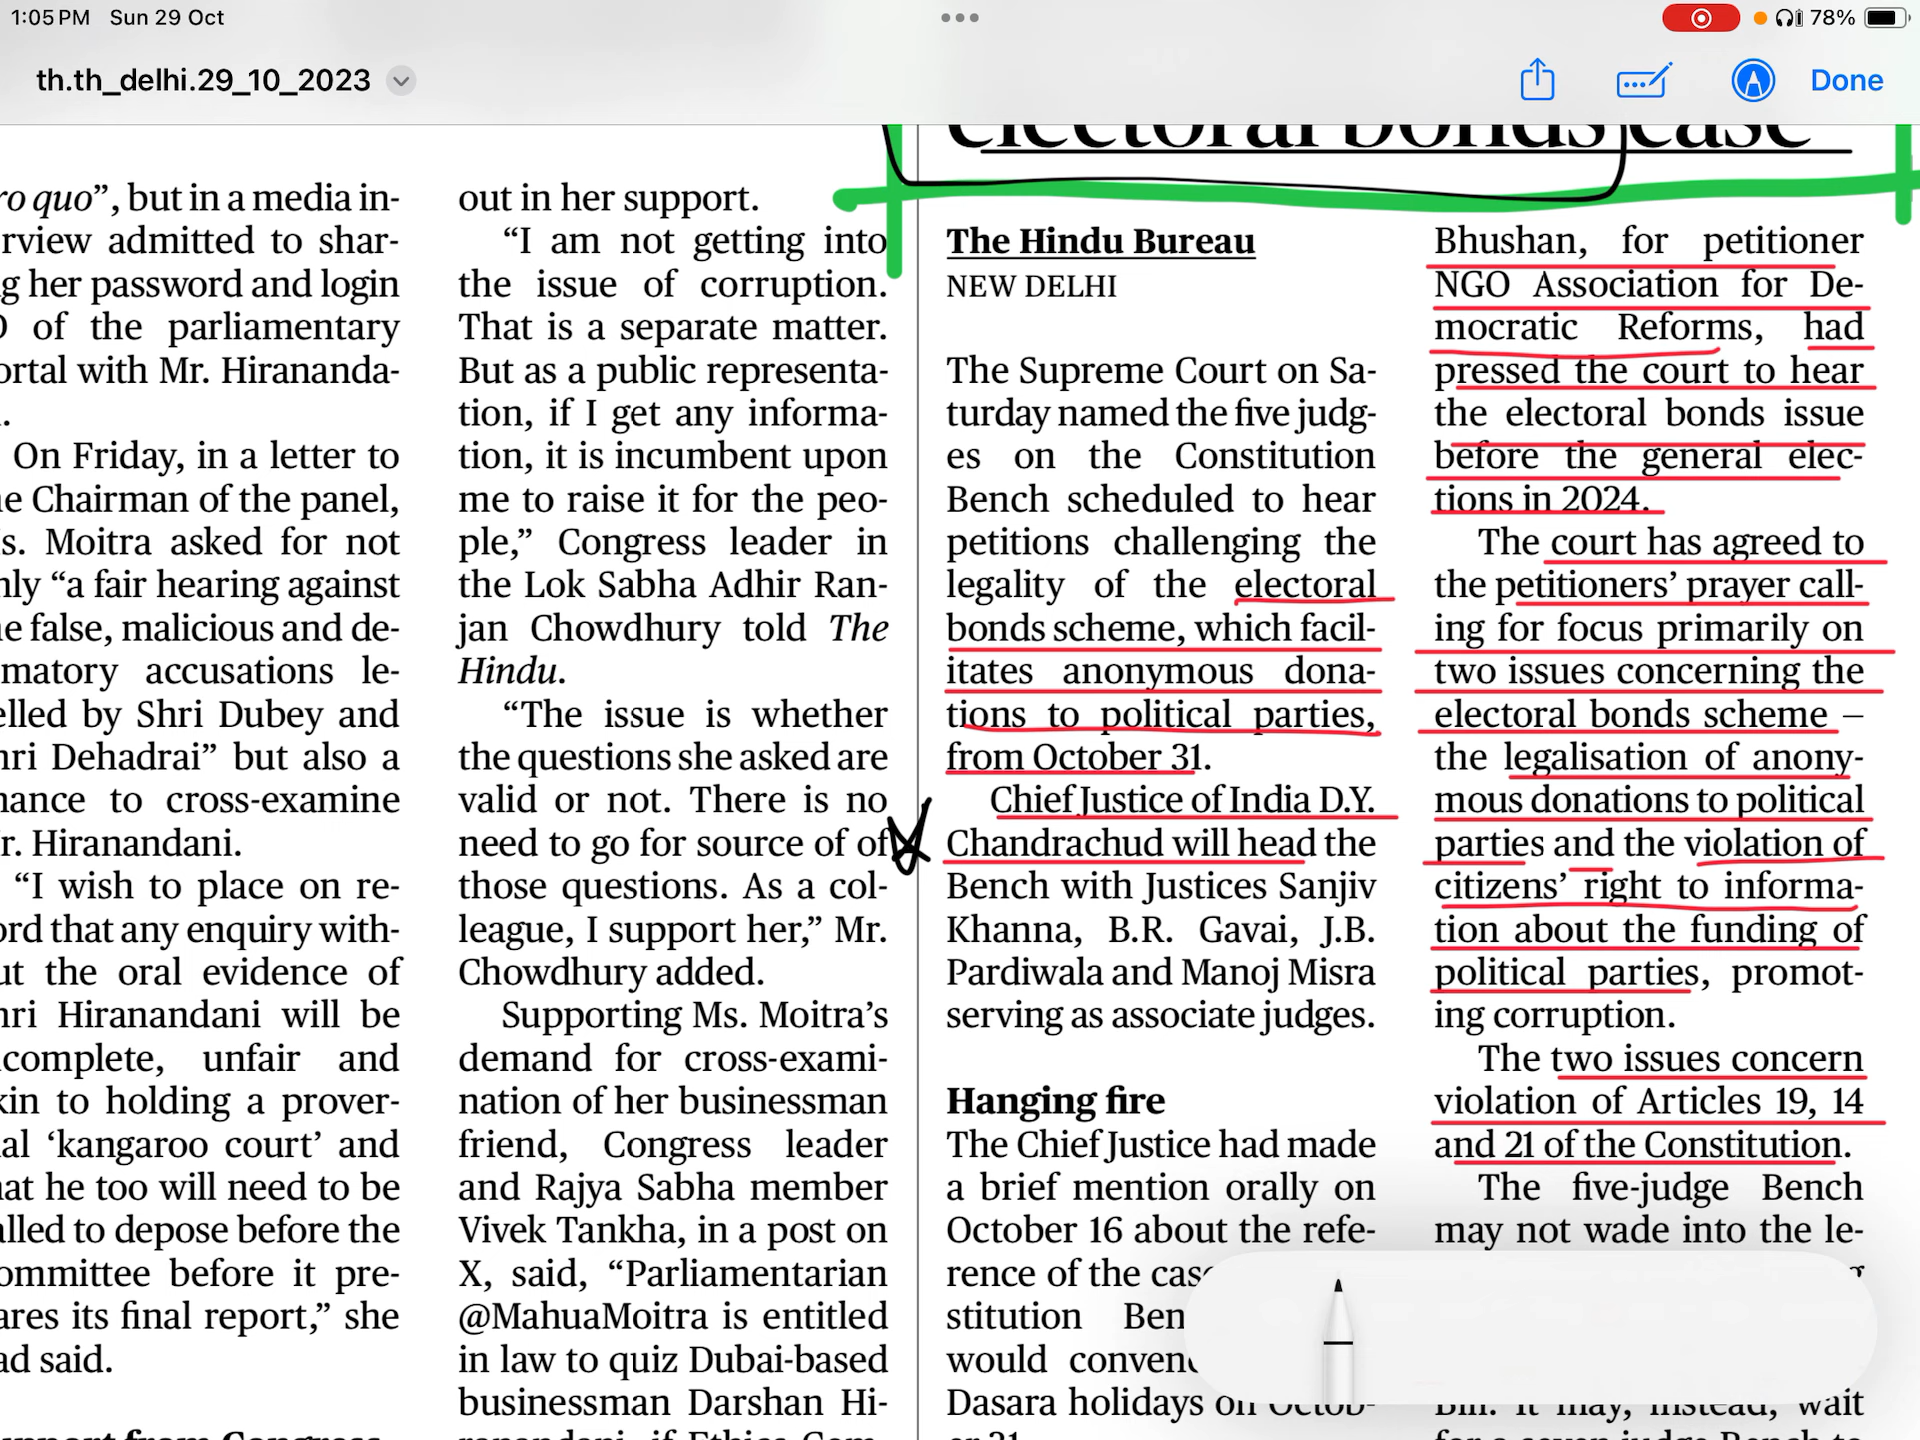 1:05 PM Sun 29 Oct
78%
th.th_delhi.29_10_2023
Done
electoral bonds case
quo”, but in a media in-
admitted to shar-
her password and login
of the parliamentary
with Mr. Hirananda-
On Friday, in a letter to
Chairman of the panel,
Moitra asked for not
“a fair hearing against
false, malicious and de-
accusations le-
by Shri Dubey and
Dehadrai” but also a
to cross-examine
Hiranandani.
“I wish to place on re-
that any enquiry with-
the oral evidence of
Hiranandani will be
unfair and
to holding a prover-
‘kangaroo court’ and
he too will need to be
to depose before the
before it pre-
its final report,” she
said.
out in her support.
“I am not getting into
the issue of corruption.
That is a separate matter.
But as a public representa-
tion, if I get any informa-
tion, it is incumbent upon
me to raise it for the peo-
ple,” Congress leader in
the Lok Sabha Adhir Ran-
jan Chowdhury told The
Hindu.
“The issue is whether
the questions she asked are
valid or not. There is no
need to go for source of of
those questions. As a col-
league, I support her,” Mr.
Chowdhury added.
Supporting Ms. Moitra’s
demand for cross-exami-
nation of her businessman
friend, Congress leader
and Rajya Sabha member
Vivek Tankha, in a post on
X, said, “Parliamentarian
@MahuaMoitra is entitled
in law to quiz Dubai-based
businessman Darshan Hi-
The Hindu Bureau
NEW DELHI
The Supreme Court on Sa-
turday named the five judg-
es on the Constitution
Bench scheduled to hear
petitions challenging the
legality of the electoral
bonds scheme, which facil-
itates anonymous dona-
tions to political parties,
from October 31.
Chief Justice of India D.Y.
Chandrachud will head the
Bench with Justices Sanjiv
Khanna, B.R. Gavai, J.B.
Pardiwala and Manoj Misra
serving as associate judges.
Hanging fire
The Chief Justice had made
a brief mention orally on
October 16 about the refe-
rence of the
stitution
would
Dasara holidays on Octob-
Bhushan, for petitioner
NGO Association for De-
mocratic Reforms, had
pressed the court to hear
the electoral bonds issue
before the general elec-
tions in 2024.
The court has agreed to
the petitioners’ prayer call-
ing for focus primarily on
two issues concerning the
electoral bonds scheme –
the legalisation of anony-
mous donations to political
parties and the violation of
citizens’ right to informa-
tion about the funding of
political parties, promot-
ing corruption.
The two issues concern
violation of Articles 19, 14
and 21 of the Constitution.
The five-judge Bench
may not wade into the le-
Bill. It may, instead, wait